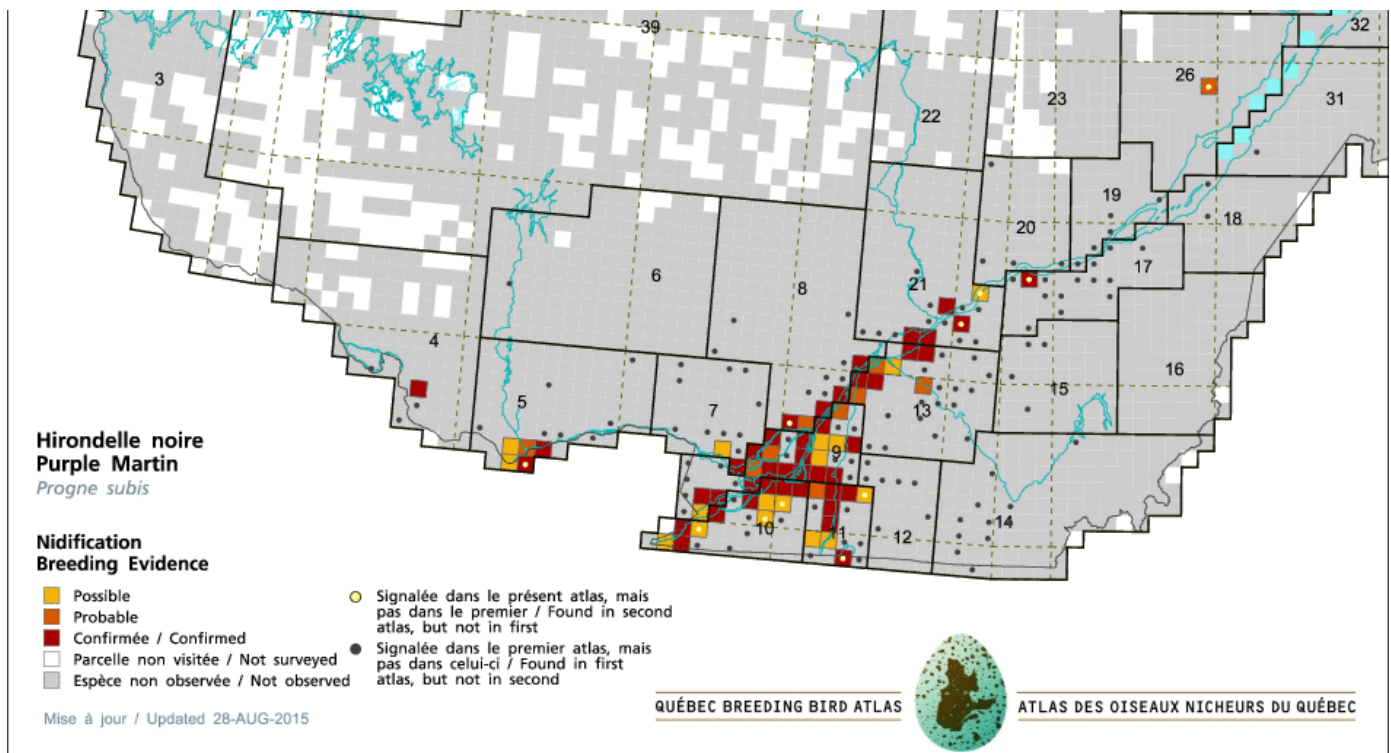 39
32
3
26
31
23
22
19
20
18
17
6
8
21
4
16
15
5
7
13
9
10
11
12
14
Hirondelle noire
Purple Martin
Progne subis
Nidification
Breeding Evidence
Possible
Probable
Confirmée / Confirmed
Parcelle non visitée / Not surveyed
Espèce non observée / Not observed
Signalée dans le présent atlas, mais
pas dans le premier / Found in second
atlas, but not in first
Signalée dans le premier atlas, mais
pas dans celui-ci / Found in first
atlas, but not in second
Mise à jour / Updated 28-AUG-2015
QUÉBEC BREEDING BIRD ATLAS
ATLAS DES OISEAUX NICHEURS DU QUÉBEC